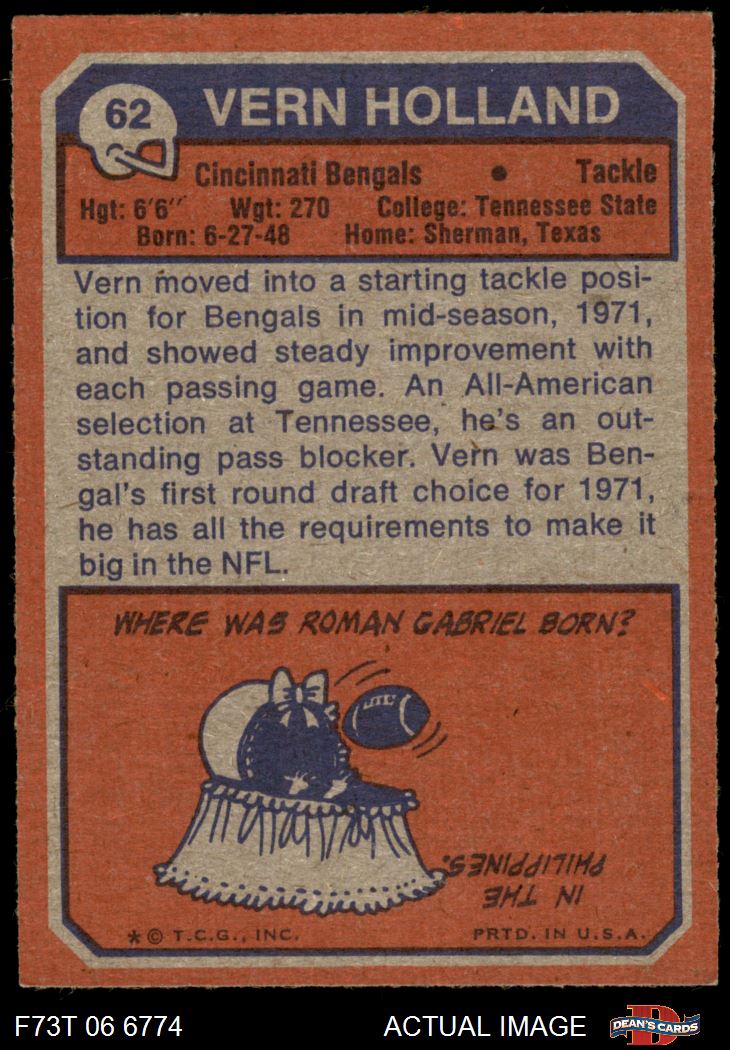 62
VERN HOLLAND
Cincinnati Bengals • Tackle
Hgt: 6'6" Wgt: 270 College: Tennessee State
Born: 6-27-48 Home: Sherman, Texas
Vern moved into a starting tackle posi-
tion for Bengals in mid-season, 1971,
and showed steady improvement with
each passing game. An All-American
selection at Tennessee, he's an out-
standing pass blocker. Vern was Ben-
gal's first round draft choice for 1971,
he has all the requirements to make it
big in the NFL.
WHERE WAS ROMAN GABRIEL BORN?
IN THE
PHILIPPINES.
* © T.C.G., INC. PRTD. IN U.S.A.
F73T 06 6774 ACTUAL IMAGE D DEAN'S CARDS